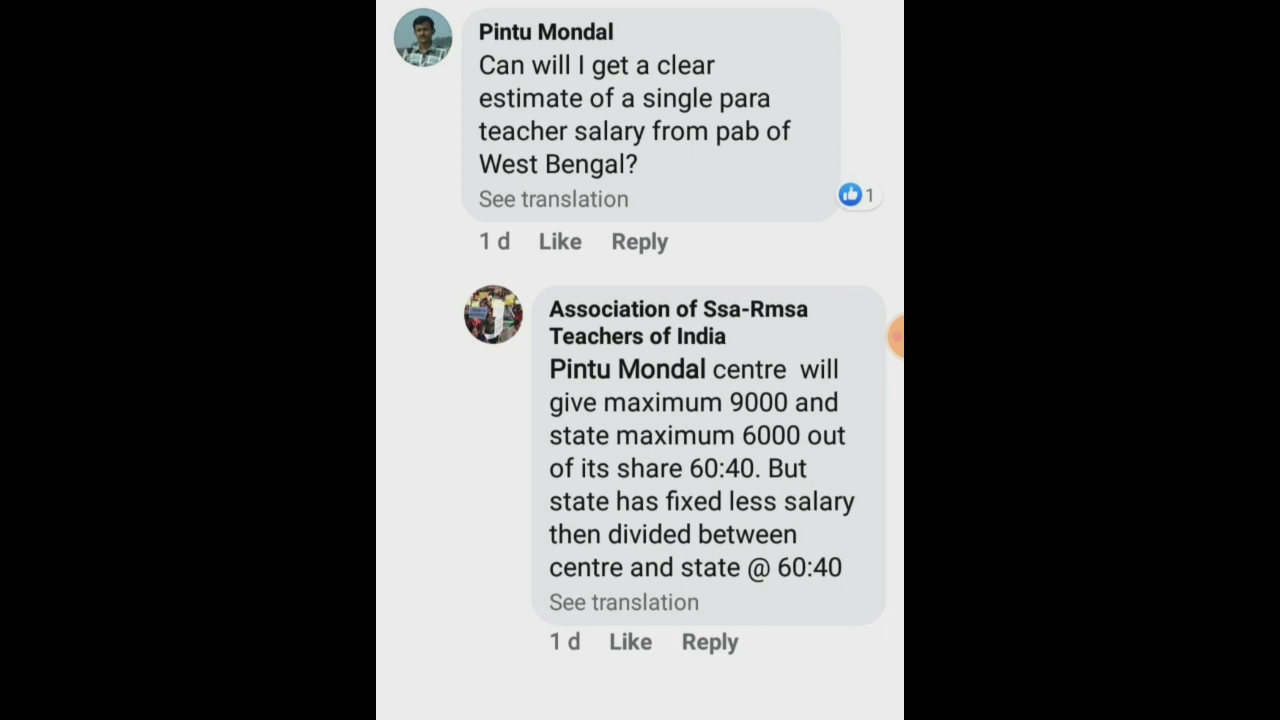 Pintu Mondal
Can will I get a clear
estimate of a single para
teacher salary from pab of
West Bengal?
See translation
1
1 d Like Reply
Association of Ssa-Rmsa
Teachers of India
Pintu Mondal centre will
give maximum 9000 and
state maximum 6000 out
of its share 60:40. But
state has fixed less salary
then divided between
centre and state @ 60:40
See translation
1 d Like Reply